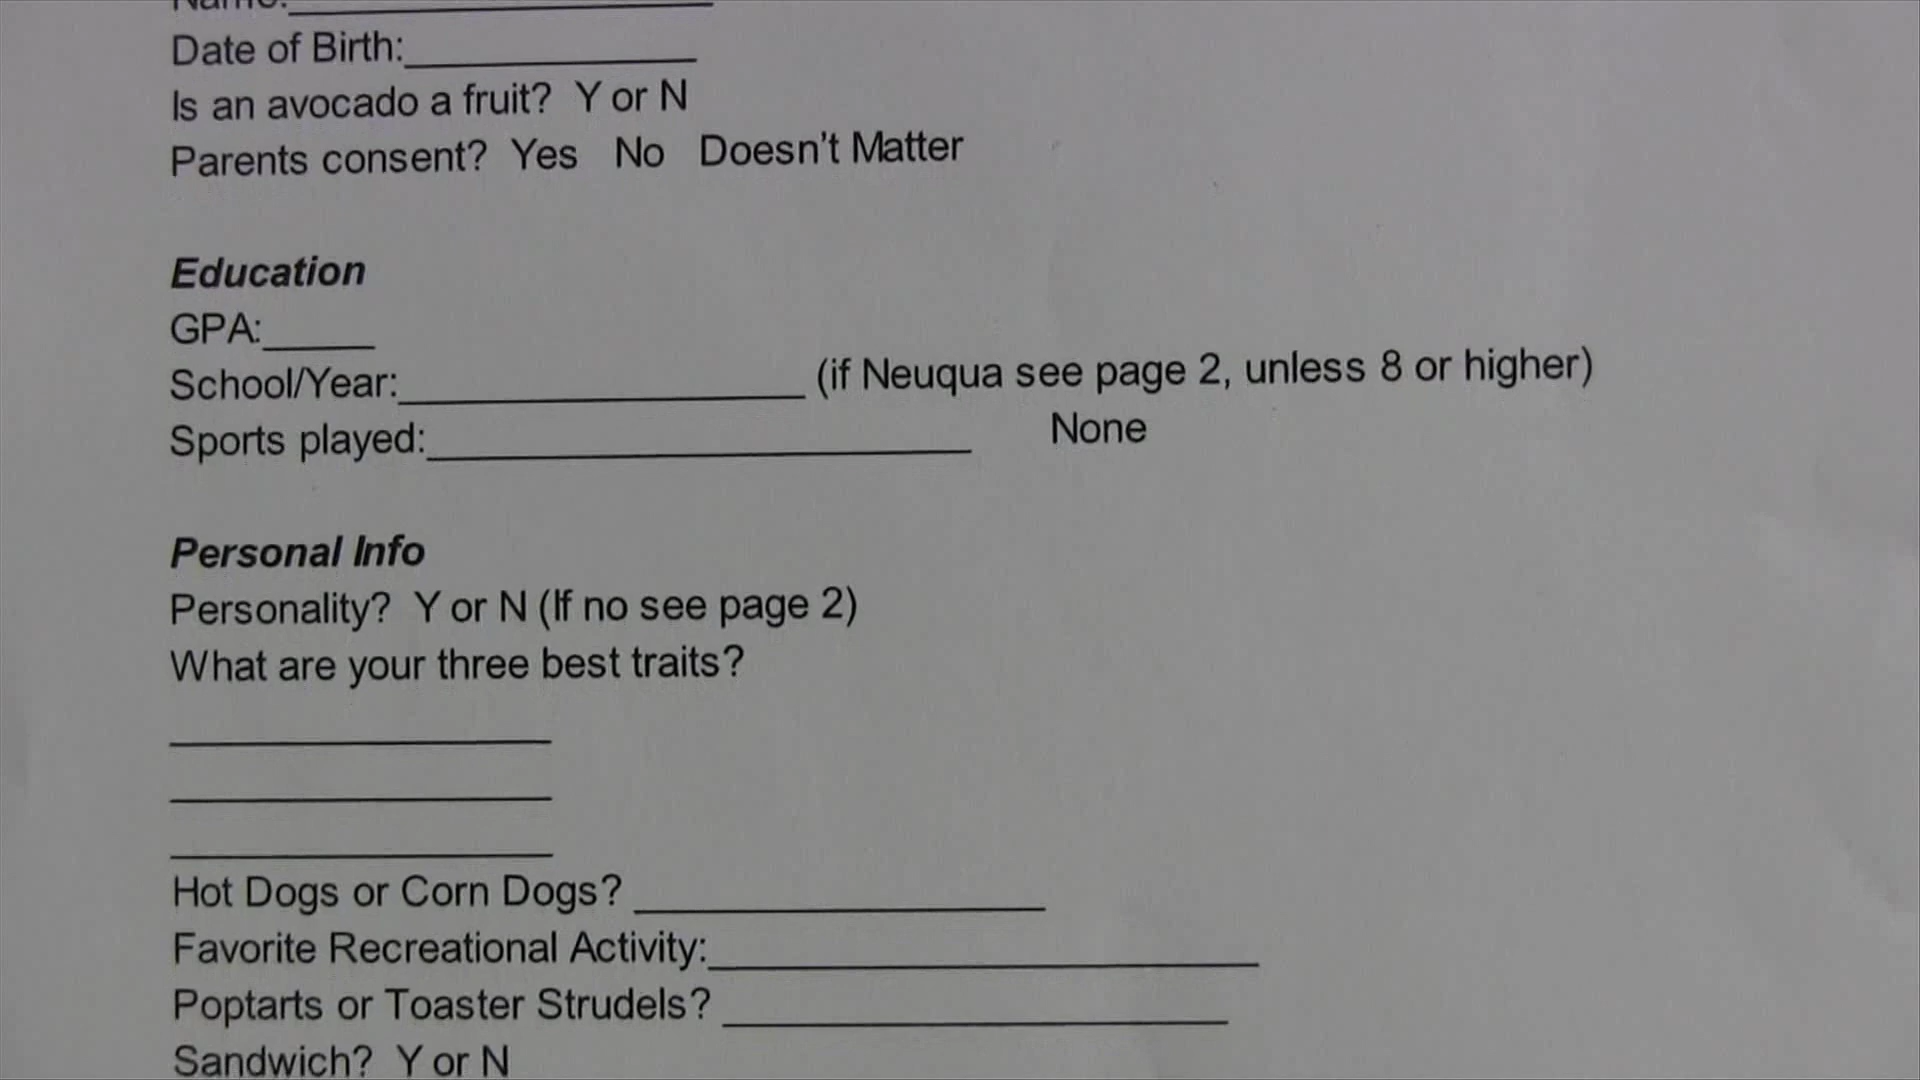 Name:
Date of Birth:
Is an avocado a fruit? Y or N
Parents consent? Yes No Doesn't Matter
Education
GPA:
School/Year: (if Neuqua see page 2, unless 8 or higher)
Sports played: None
Personal Info
Personality? Y or N (If no see page 2)
What are your three best traits?
Hot Dogs or Corn Dogs?
Favorite Recreational Activity:
Poptarts or Toaster Strudels?
Sandwich? Y or N